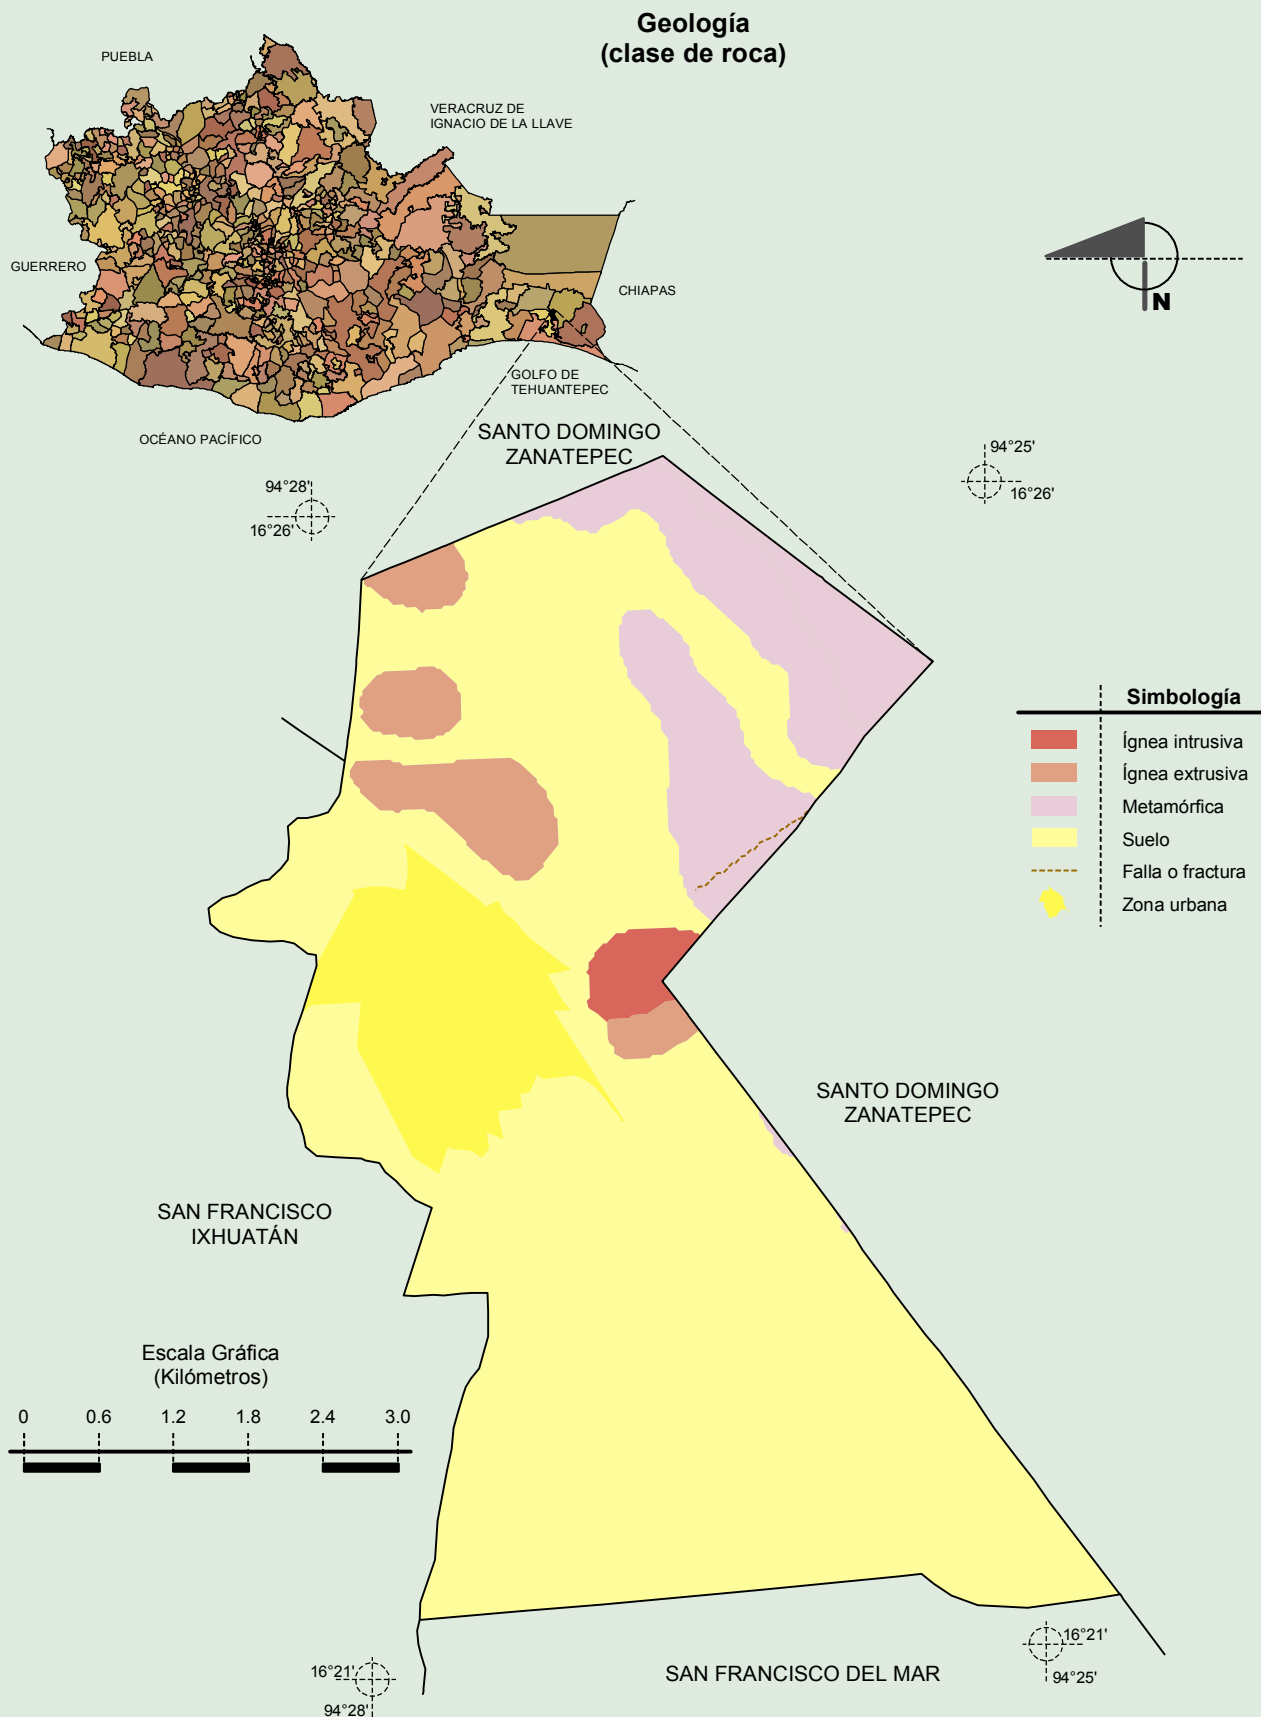 Geología
(clase de roca)
PUEBLA
VERACRUZ DE
IGNACIO DE LA LLAVE
GUERRERO
CHIAPAS
GOLFO DE
TEHUANTEPEC
OCÉANO PACÍFICO
N
SANTO DOMINGO
ZANATEPEC
94°28'
16°26'
94°25'
16°26'
Simbología
Ígnea intrusiva
Ígnea extrusiva
Metamórfica
Suelo
Falla o fractura
Zona urbana
SANTO DOMINGO
ZANATEPEC
SAN FRANCISCO
IXHUATÁN
Escala Gráfica
(Kilómetros)
0 0.6 1.2 1.8 2.4 3.0
16°21'
94°28'
SAN FRANCISCO DEL MAR
16°21'
94°25'